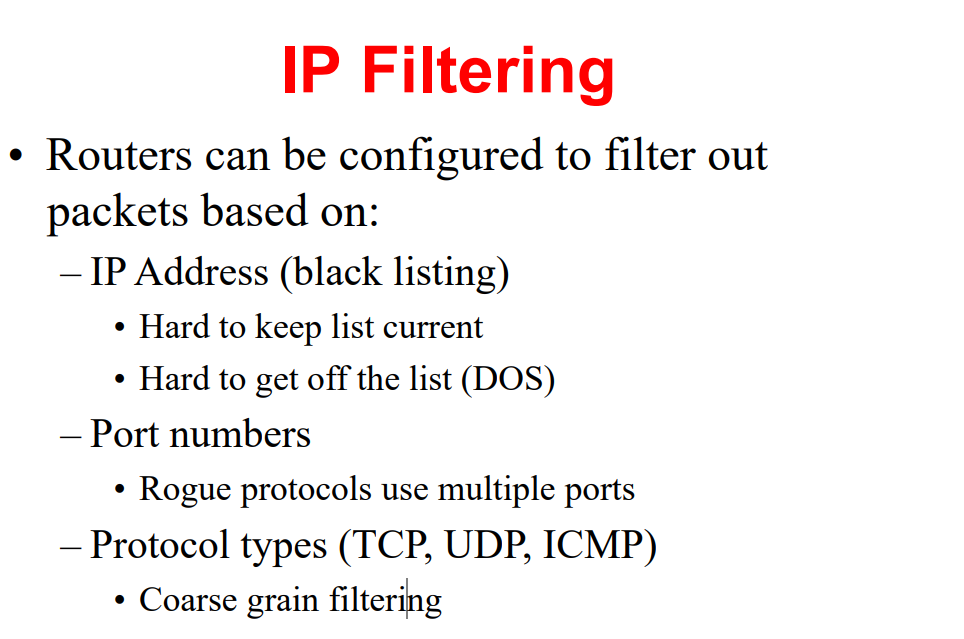 IP Filtering
• Routers can be configured to filter out
packets based on:
– IP Address (black listing)
• Hard to keep list current
• Hard to get off the list (DOS)
– Port numbers
• Rogue protocols use multiple ports
– Protocol types (TCP, UDP, ICMP)
• Coarse grain filtering